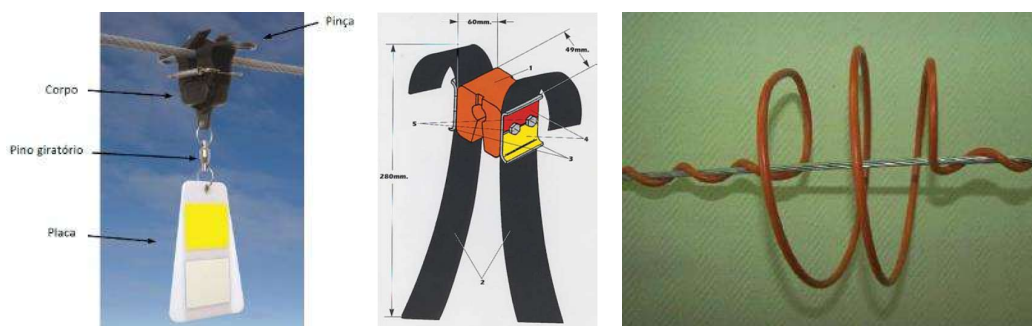 Pinça
Corpo
Pino giratório
Placa
60mm.
49mm.
1
5
4
3
280mm.
2